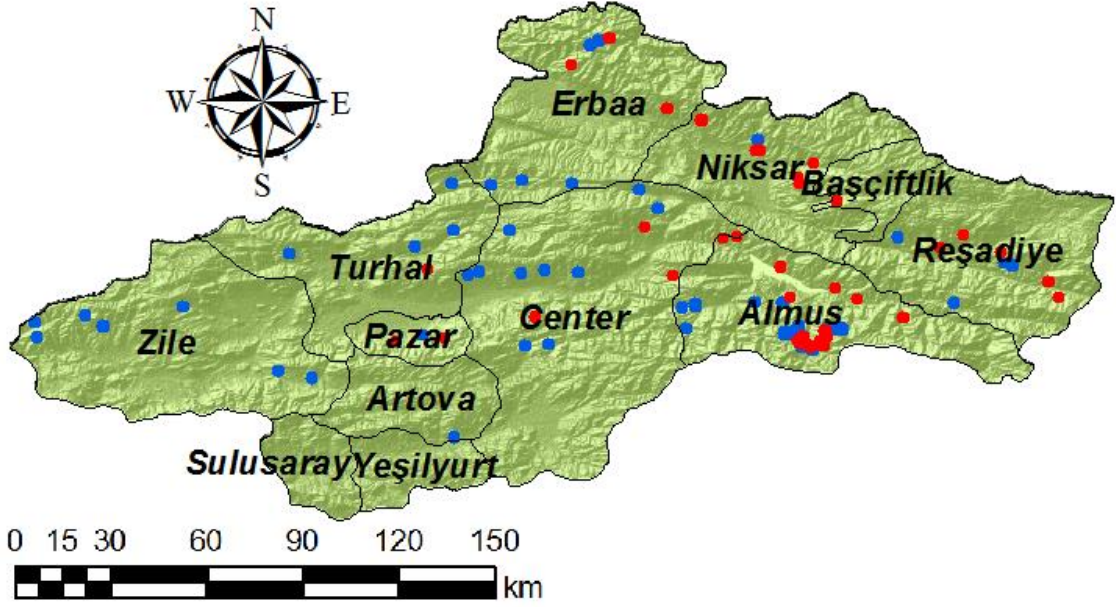 N
W E
S
Erbaa
Niksar
Başçiftlik
Reşadiye
Turhal
Almus
Center
Zile
Pazar
Artova
Sulusaray
Yeşilyurt
0 15 30 60 90 120 150
km